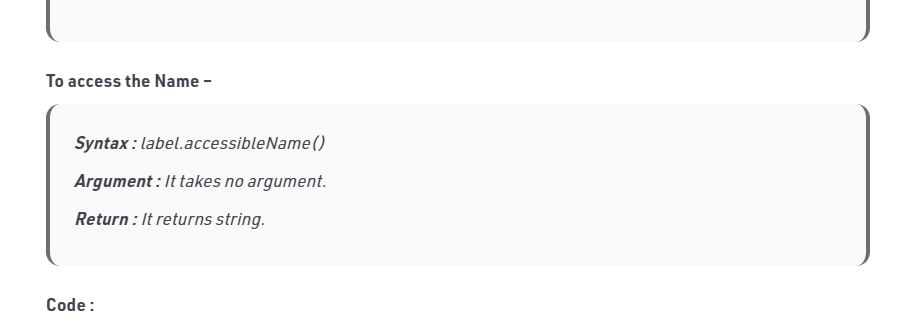 To access the Name –
Syntax : label.accessibleName()
Argument : It takes no argument.
Return : It returns string.
Code :